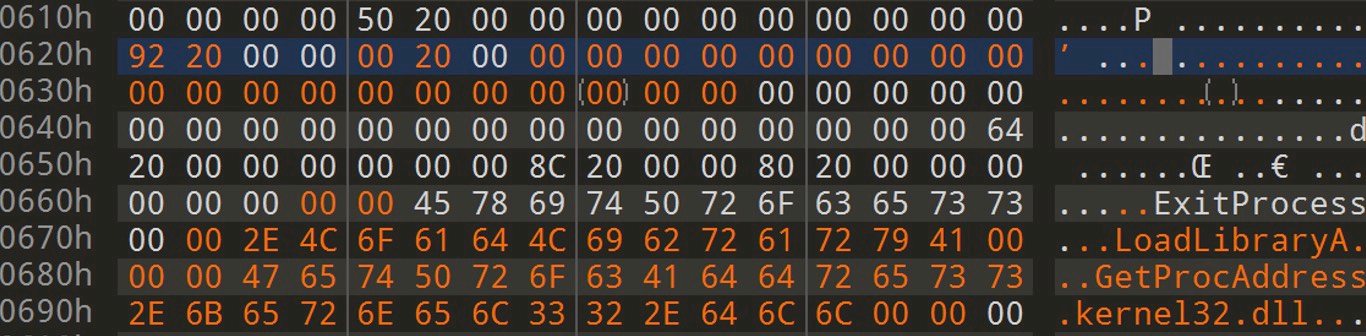 0610h 00 00 00 00 50 20 00 00 00 00 00 00 00 00 00 00 ....P ..........
0620h 92 20 00 00 00 20 00 00 00 00 00 00 00 00 00 00 ’ ... ..........
0630h 00 00 00 00 00 00 00 00 00 00 00 00 00 00 00 00 ................
0640h 00 00 00 00 00 00 00 00 00 00 00 00 00 00 00 64 ...............d
0650h 20 00 00 00 00 00 00 8C 20 00 00 80 20 00 00 00  ......Œ ..€ ...
0660h 00 00 00 00 00 45 78 69 74 50 72 6F 63 65 73 73 .....ExitProcess
0670h 00 00 2E 4C 6F 61 64 4C 69 62 72 61 72 79 41 00 ...LoadLibraryA.
0680h 00 00 47 65 74 50 72 6F 63 41 64 64 72 65 73 73 ..GetProcAddress
0690h 2E 6B 65 72 6E 65 6C 33 32 2E 64 6C 6C 00 00 00 .kernel32.dll...